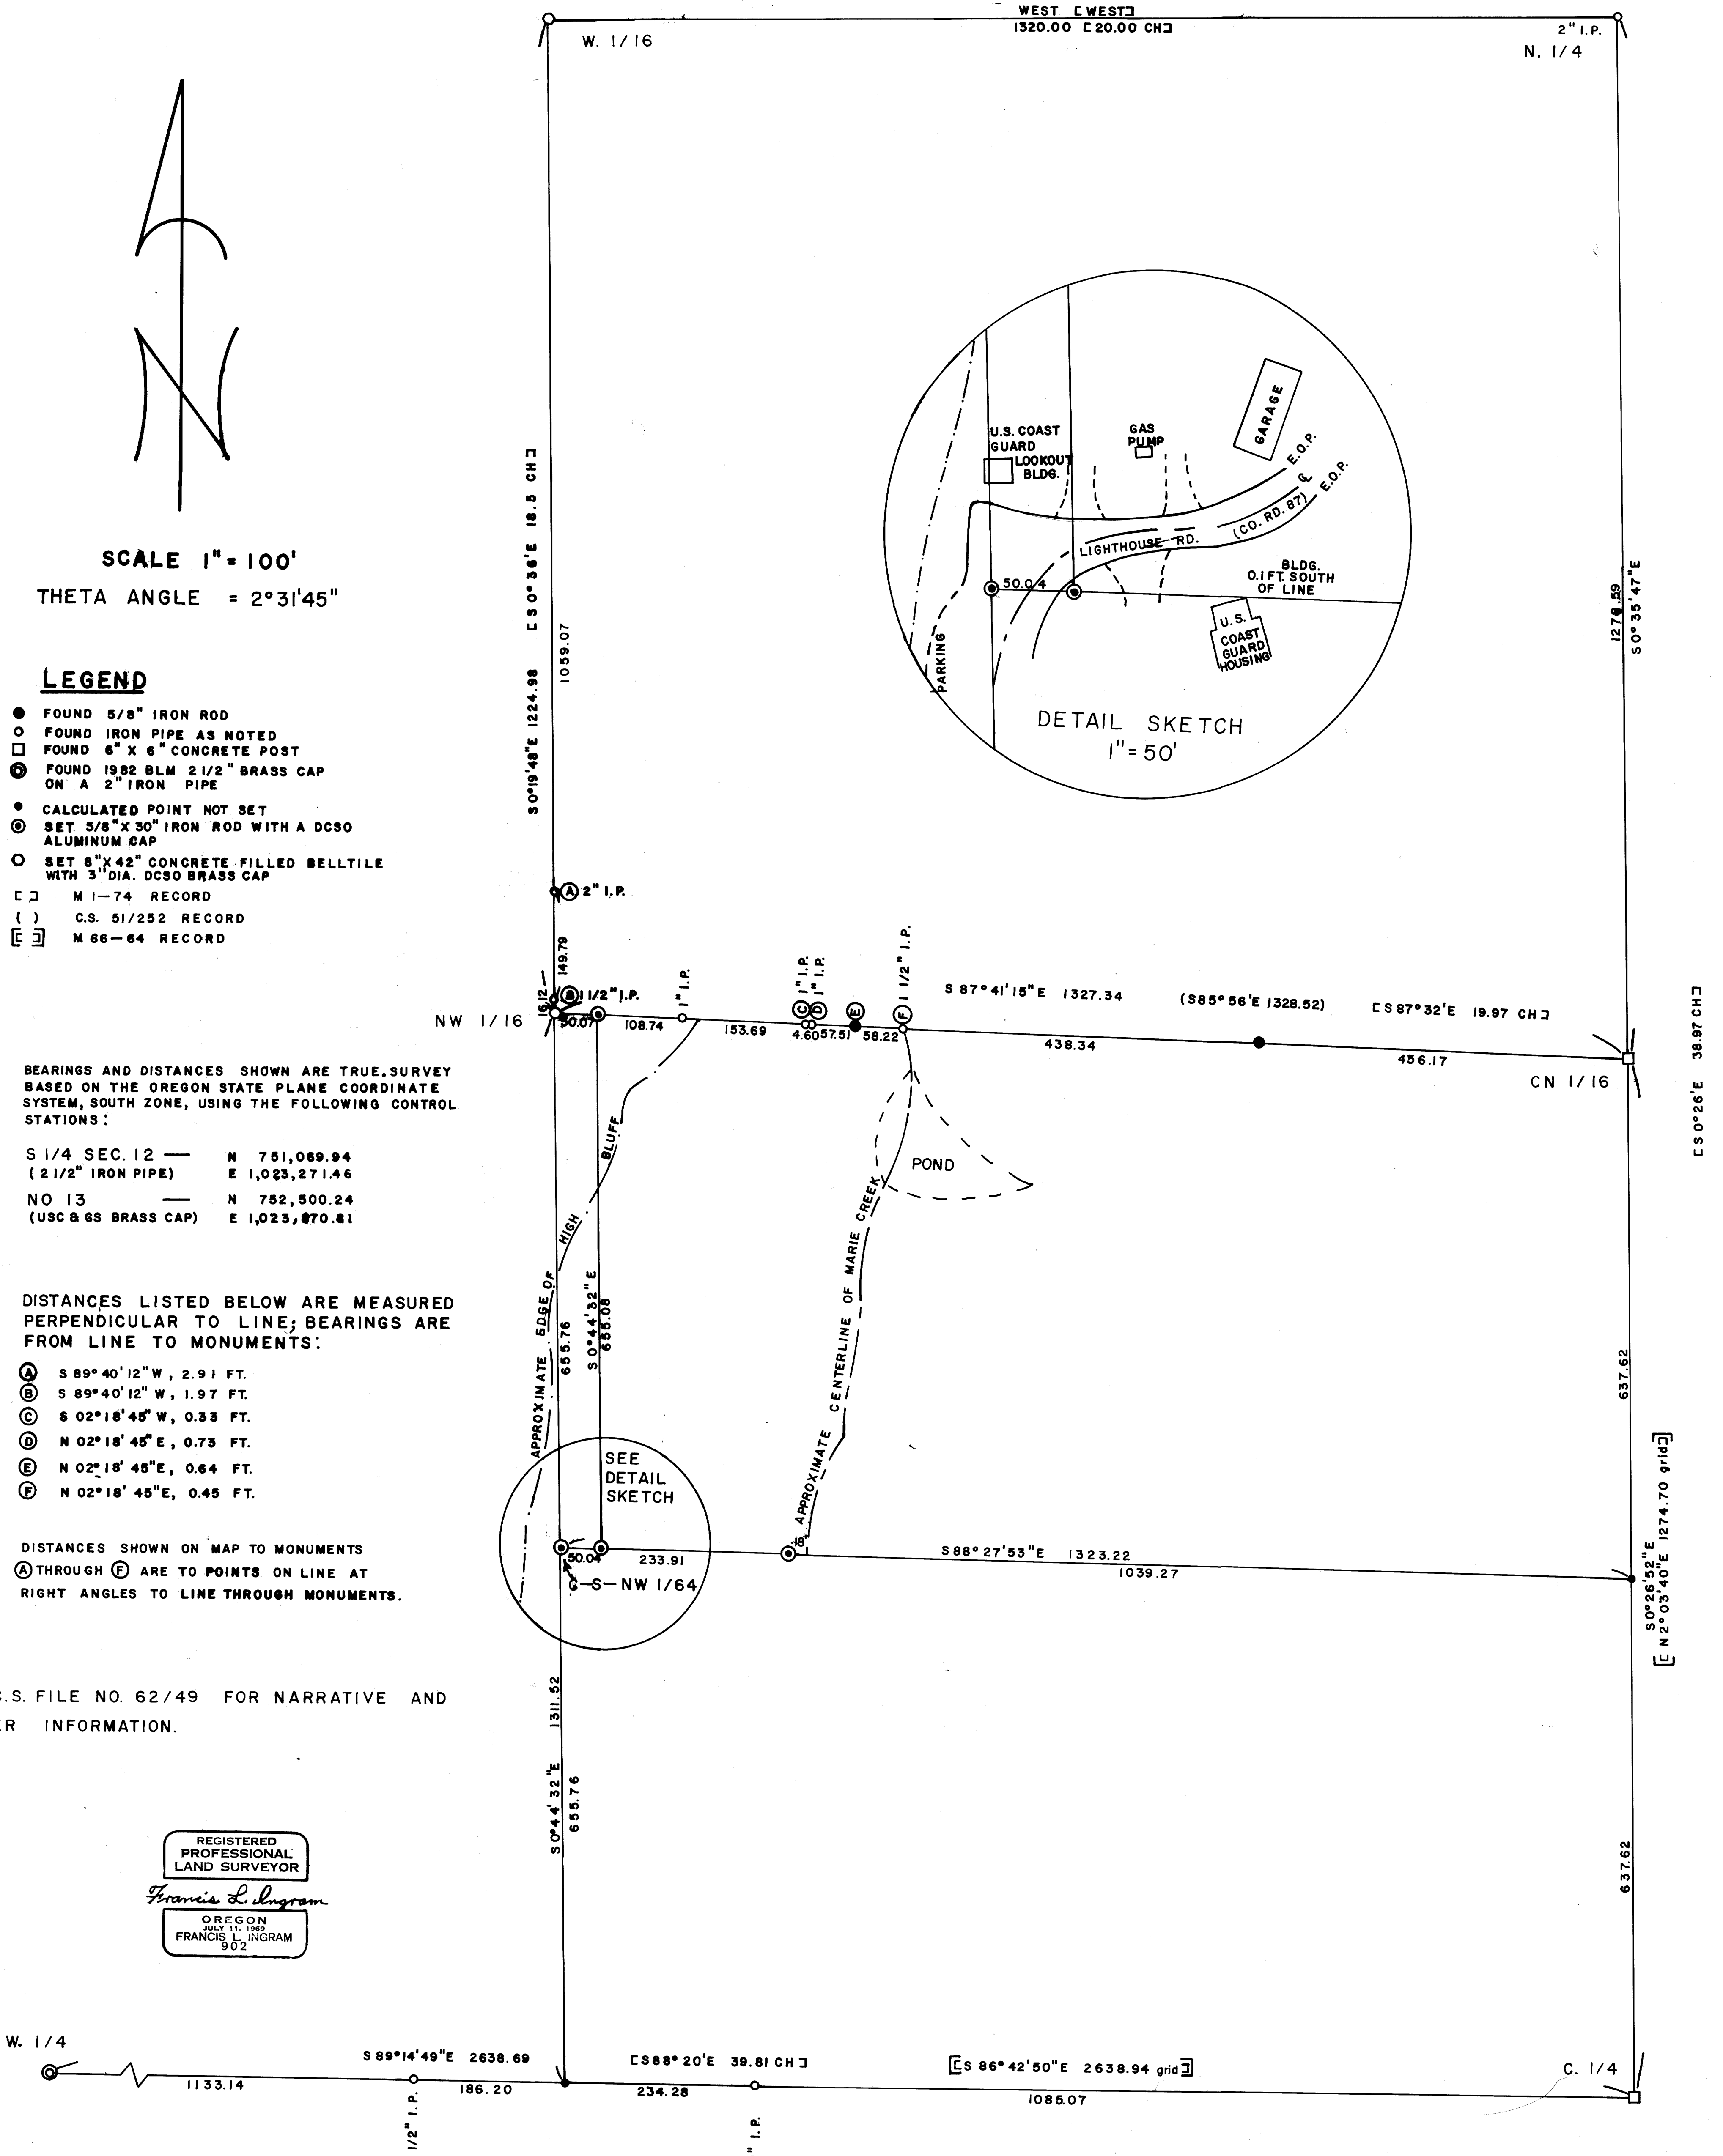 WEST [WEST]
1320.00 [20.00 CH]
W. 1/16
2" I.P.
N. 1/4
SCALE 1"= 100'
THETA ANGLE = 2°31'45"
LEGEND
FOUND 5/8" IRON ROD
FOUND IRON PIPE AS NOTED
FOUND 6" X 6" CONCRETE POST
FOUND 1982 BLM 2 1/2" BRASS CAP
ON A 2" IRON PIPE
CALCULATED POINT NOT SET
SET 5/8" X 30" IRON ROD WITH A DCSO
ALUMINUM CAP
SET 8" X 42" CONCRETE FILLED BELLTILE
WITH 3" DIA. DCSO BRASS CAP
[ ] M 1-74 RECORD
( ) C.S. 51/252 RECORD
[[ ]] M 66-64 RECORD
S 0°19'48"E 1224.98 [S 0°36'E 18.5 CH]
1059.07
U.S. COAST
GUARD
LOOKOUT
BLDG.
GAS
PUMP
GARAGE
E.O.P.
℄
E.O.P.
LIGHTHOUSE RD.
(CO. RD. 87)
50.04
BLDG.
0.1 FT. SOUTH
OF LINE
U.S.
COAST
GUARD
HOUSING
PARKING
DETAIL SKETCH
1"=50'
S 0°35'47"E
[S 0°26'E 38.97 CH]
A 2" I.P.
149.79
16.12
B 1 1/2" I.P.
NW 1/16
50.07
108.74
1" I.P.
153.69
C 1" I.P.
D 1" I.P.
4.60
57.51
E
58.22
F 1 1/2" I.P.
S 87°41'15"E 1327.34 (S85°56'E 1328.52) [S 87°32'E 19.97 CH]
438.34
456.17
CN 1/16
BEARINGS AND DISTANCES SHOWN ARE TRUE. SURVEY
BASED ON THE OREGON STATE PLANE COORDINATE
SYSTEM, SOUTH ZONE, USING THE FOLLOWING CONTROL
STATIONS:
S 1/4 SEC. 12 — N 751,069.94
(2 1/2" IRON PIPE) E 1,023,271.46
NO 13 — N 752,500.24
(USC & GS BRASS CAP)
DISTANCES LISTED BELOW ARE MEASURED
PERPENDICULAR TO LINE; BEARINGS ARE
FROM LINE TO MONUMENTS:
A S 89°40'12"W, 2.91 FT.
B S 89°40'12"W, 1.97 FT.
C S 02°18'45"W, 0.33 FT.
D N 02°18'45"E, 0.73 FT.
E N 02°18'45"E, 0.64 FT.
F N 02°18'45"E, 0.45 FT.
DISTANCES SHOWN ON MAP TO MONUMENTS
A THROUGH F ARE TO POINTS ON LINE AT
RIGHT ANGLES TO LINE THROUGH MONUMENTS.
APPROXIMATE EDGE OF HIGH BLUFF
655.76
S 0°44'32"E
655.08
POND
APPROXIMATE CENTERLINE OF MARIE CREEK
SEE
DETAIL
SKETCH
50.04
233.91
18'
S 88°27'53"E 1323.22
1039.27
C-S-NW 1/64
637.62
S 0°26'52"E
[[N 2°03'40"E 1274.70 grid]]
C.S. FILE NO. 62/49 FOR NARRATIVE AND
ER INFORMATION.
1311.52
S 0°44'32"E
655.76
637.62
REGISTERED
PROFESSIONAL
LAND SURVEYOR
Francis L. Ingram
OREGON
JULY 11, 1969
FRANCIS L. INGRAM
902
W. 1/4
S 89°14'49"E 2638.69
[S88°20'E 39.81 CH]
[[S 86°42'50"E 2638.94 grid]]
C. 1/4
1133.14
186.20
234.28
1085.07
1/2" I.P.
" I.P.